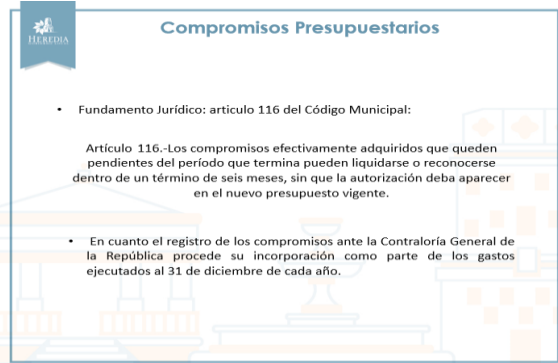 HEREDIA
Compromisos Presupuestarios
• Fundamento Jurídico: articulo 116 del Código Municipal:
Artículo 116.-Los compromisos efectivamente adquiridos que queden
pendientes del período que termina pueden liquidarse o reconocerse
dentro de un término de seis meses, sin que la autorización deba aparecer
en el nuevo presupuesto vigente.
• En cuanto el registro de los compromisos ante la Contraloría General de
la República procede su incorporación como parte de los gastos
ejecutados al 31 de diciembre de cada año.